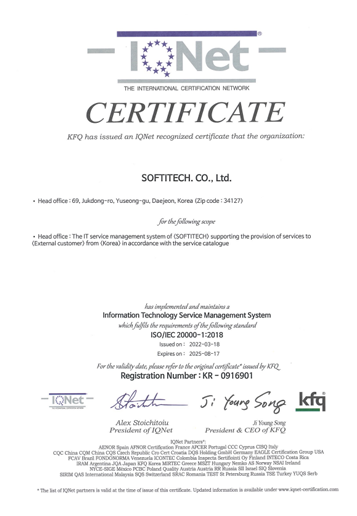 IQNet®
THE INTERNATIONAL CERTIFICATION NETWORK
CERTIFICATE
KFQ has issued an IQNet recognized certificate that the organization:
SOFTITECH. CO., Ltd.
• Head office : 69, Jukdong-ro, Yuseong-gu, Daejeon, Korea (Zip code : 34127)
for the following scope
• Head office : The IT service management system of (SOFTITECH) supporting the provision of services to
(External customer) from (Korea) in accordance with the service catalogue
has implemented and maintains a
Information Technology Service Management System
which fulfils the requirements of the following standard
ISO/IEC 20000-1:2018
Issued on : 2022-03-18
Expires on : 2025-08-17
For the validity date, please refer to the original certificate* issued by KFQ
Registration Number : KR - 0916901
IQNet
Ji Young Song
kfq
Alex Stoichitoiu
President of IQNET
Ji Young Song
President & CEO of KFQ
IQNet Partners*:
AENOR Spain AFNOR Certification France APCER Portugal CCC Cyprus CISQ Italy
CQC China CQM China CQS Czech Republic Cro Cert Croatia DQS Holding GmbH Germany EAGLE Certification Group USA
FCAV Brazil FONDONORMA Venezuela ICONTEC Colombia Inspecta Sertifiointi Oy Finland INTECO Costa Rica
IRAM Argentina JQA Japan KFQ Korea MIRTEC Greece MSZT Hungary Nemko AS Norway NSAI Ireland
NYCE-SIGE México PCBC Poland Quality Austria Austria RR Russia SII Israel SIQ Slovenia
SIRIM QAS International Malaysia SQS Switzerland SRAC Romania TEST St Petersburg Russia TSE Turkey YUQS Serbia
* The list of IQNet partners is valid at the time of issue of this certificate. Updated information is available under www.iqnet-certification.com